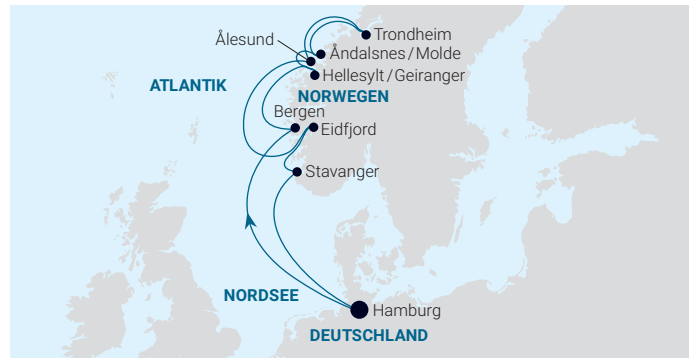 Trondheim
Ålesund
Åndalsnes / Molde
Hellesylt / Geiranger
ATLANTIK
NORWEGEN
Bergen
Eidfjord
Stavanger
NORDSEE
Hamburg
DEUTSCHLAND